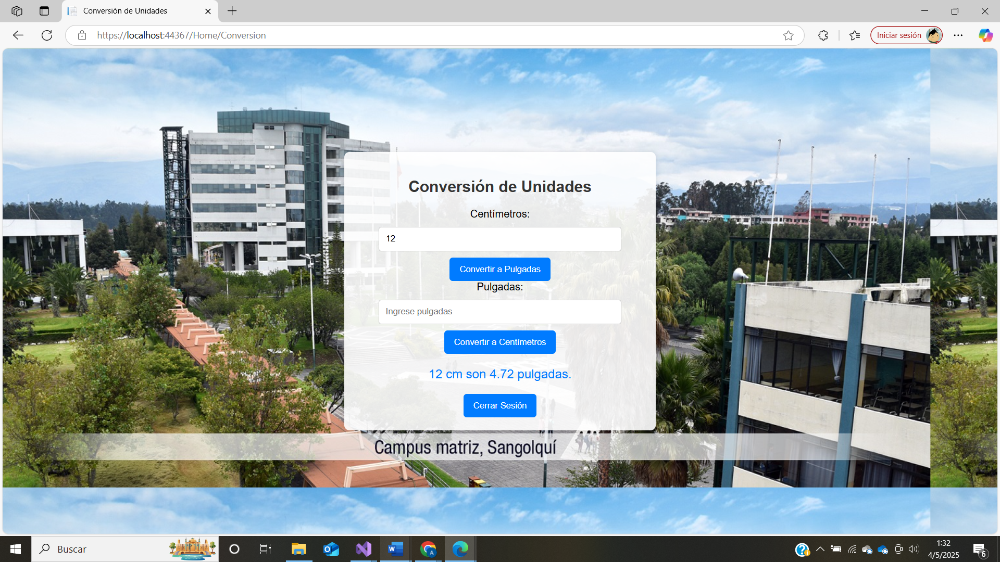 Conversión de Unidades
https://localhost:44367/Home/Conversion
Iniciar sesión
Conversión de Unidades
Centímetros:
12
Convertir a Pulgadas
Pulgadas:
Ingrese pulgadas
Convertir a Centímetros
12 cm son 4.72 pulgadas.
Cerrar Sesión
Campus matriz, Sangolquí
Buscar
1:32
4/5/2025
6